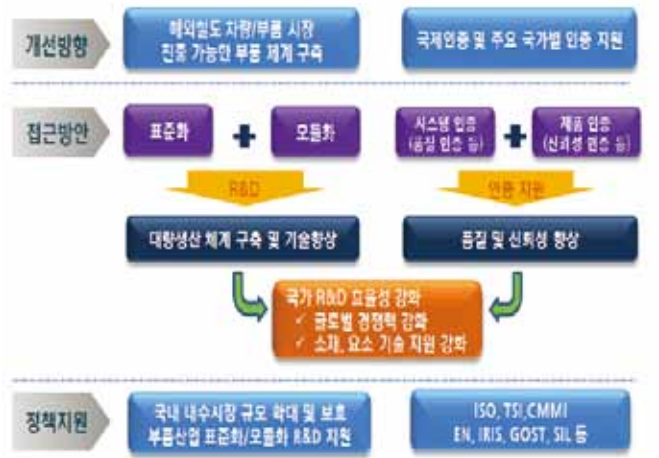 개선방향
해외철도 차량/부품 시장
진출 가능한 부품 체계 구축
국제인증 및 주요 국가별 인증 지원
접근방안
표준화
+
모듈화
시스템 인증
(품질 인증 등)
+
제품 인증
(신뢰성 인증 등)
R&D
인증 지원
대량생산 체계 구축 및 기술향상
품질 및 신뢰성 향상
국가 R&D 효율성 강화
✓ 글로벌 경쟁력 강화
✓ 소재, 요소 기술 지원 강화
정책지원
국내 내수시장 규모 확대 및 보호
부품산업 표준화/모듈화 R&D 지원
ISO, TSI,CMMI
EN, IRIS, GOST, SIL 등